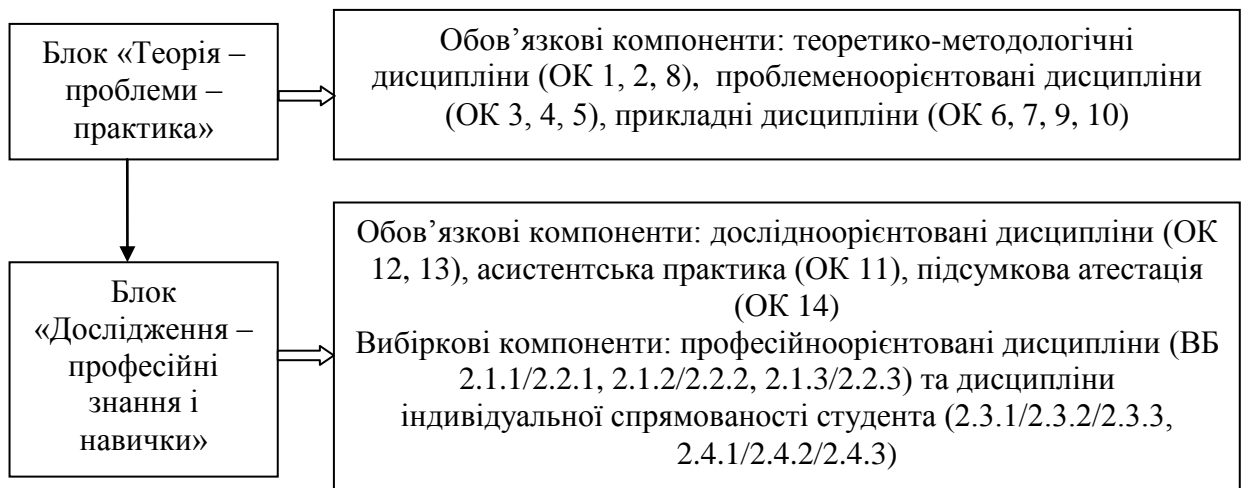 Блок «Теорія –
проблеми –
практика»
Обов’язкові компоненти: теоретико-методологічні
дисципліни (ОК 1, 2, 8), проблеменоорієнтовані дисципліни
(ОК 3, 4, 5), прикладні дисципліни (ОК 6, 7, 9, 10)
Блок
«Дослідження –
професійні
знання і
навички»
Обов’язкові компоненти: дослідноорієнтовані дисципліни (ОК
12, 13), асистентська практика (ОК 11), підсумкова атестація
(ОК 14)
Вибіркові компоненти: професійноорієнтовані дисципліни (ВБ
2.1.1/2.2.1, 2.1.2/2.2.2, 2.1.3/2.2.3) та дисципліни
індивідуальної спрямованості студента (2.3.1/2.3.2/2.3.3,
2.4.1/2.4.2/2.4.3)